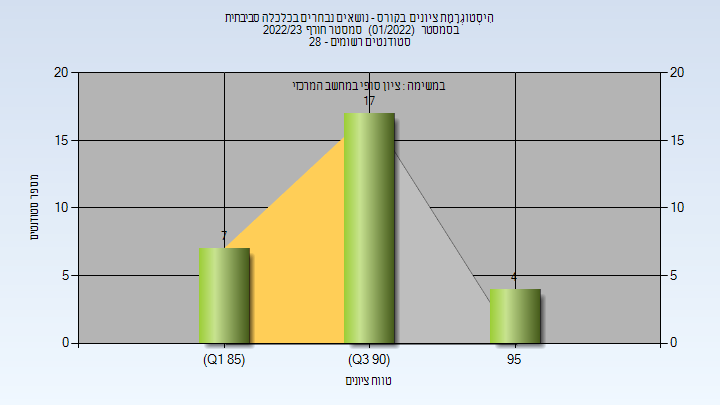 הִיסְטוֹגְרָמַת ציונים בקורס - נושאים נבחרים בכלכלה סביבתית
בסמסטר (01/2022) סמסטר חורף 2022/23
סטודנטים רשומים - 28
במשימה : ציון סופי במחשב המרכזי
20
15
10
5
0
20
15
10
5
0
מספר סטודנטים
7
17
4
(Q1 85)
(Q3 90)
95
טווח ציונים